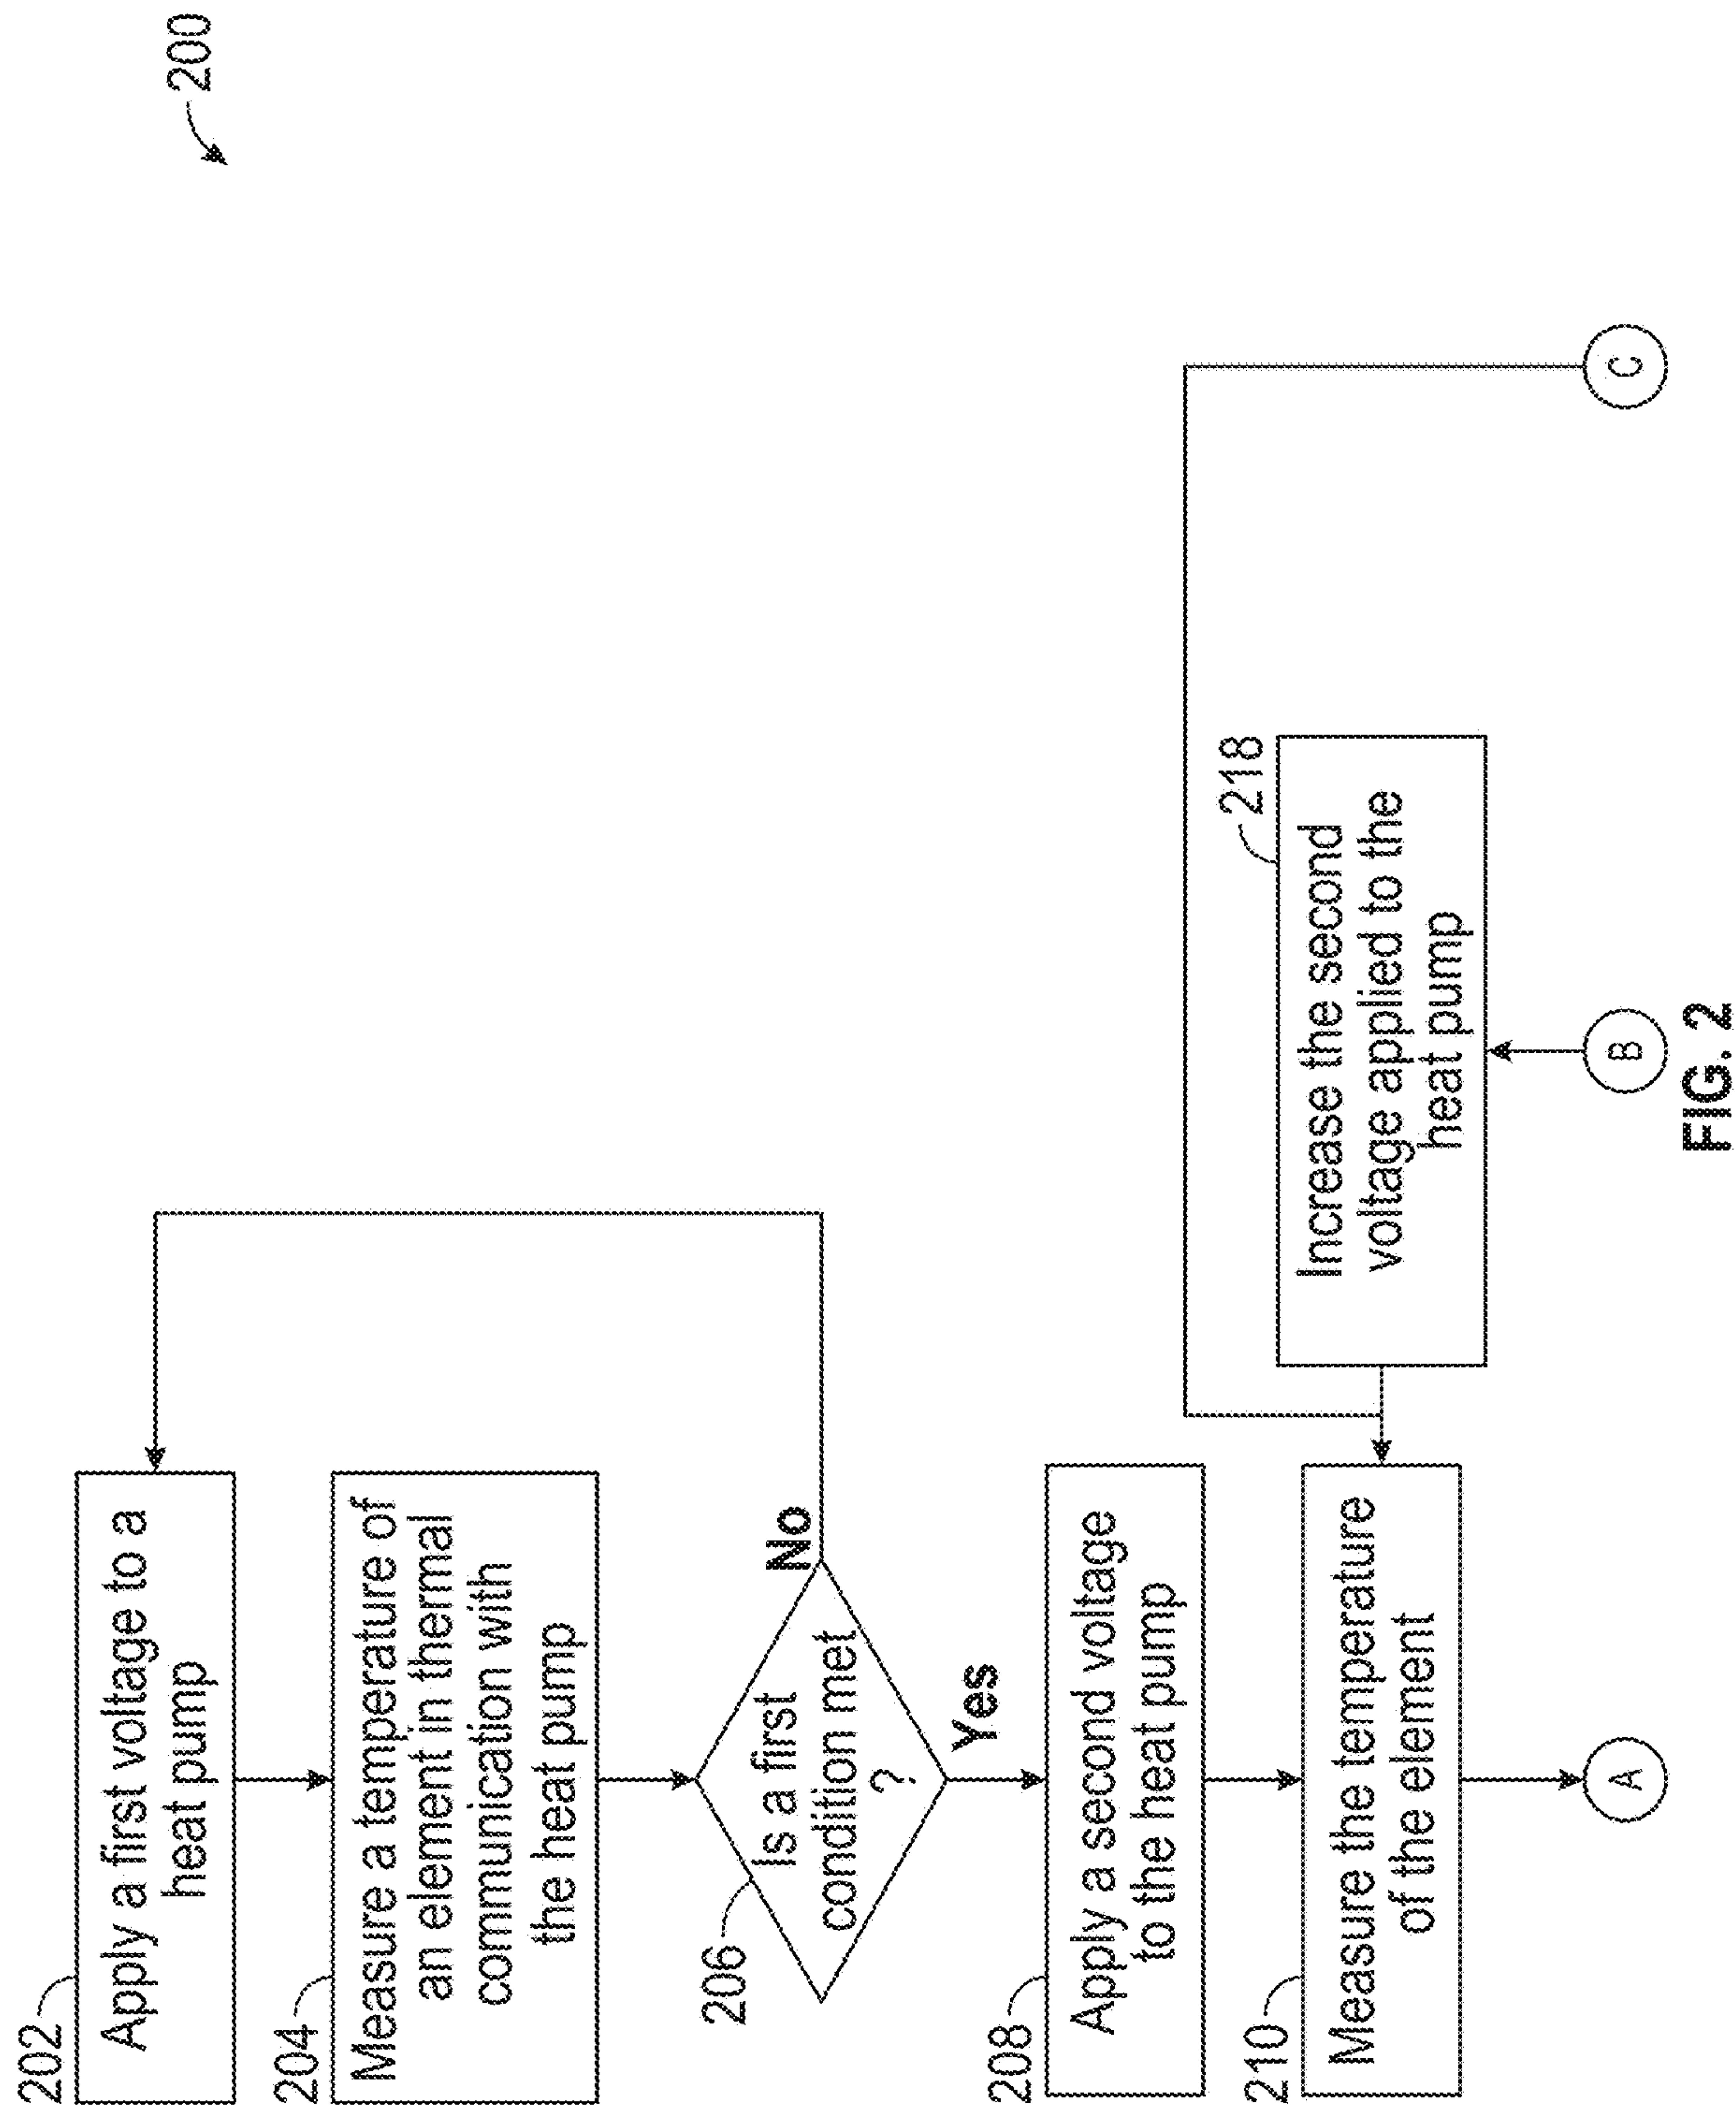 200
202
Apply a first voltage to a
heat pump
204
Measure a temperature of
an element in thermal
communication with
the heat pump
206
Is a first
condition met
?
No
Yes
208
Apply a second voltage
to the heat pump
210
Measure the temperature
of the element
218
Increase the second
voltage applied to the
heat pump
A
B
C
FIG. 2